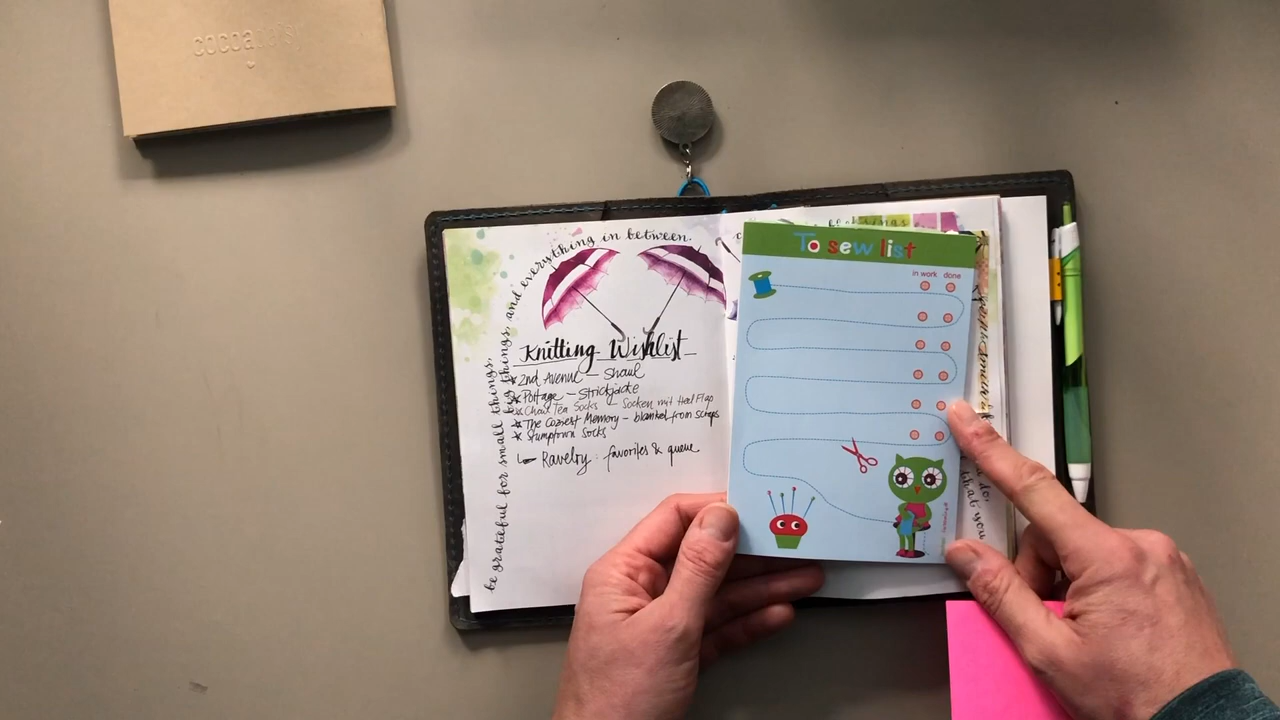 cocoadaisy
be grateful for small things, big things, and everything in between.
Knitting Wishlist
* 2nd Avenue - Shawl
* Portage - Strickjacke
* Chai Tea Socks - Socken mit Heel Flap
* The Coziest Memory - blanket from scraps
* Stumptown Socks
Ravelry: favorites & queue
To sew list
in work done